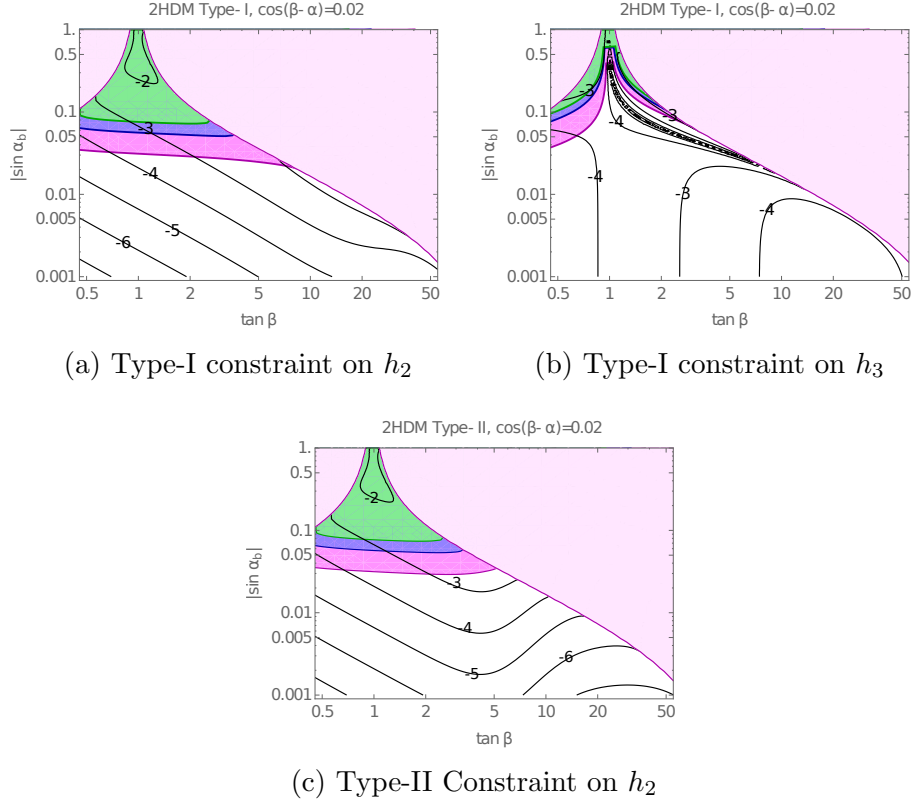 2HDM Type-I, cos(β-α)=0.02
1.
0.5
0.1
0.05
0.01
0.005
0.001
|sin α_b|
-2
-3
-4
-5
-6
0.5 1 2 5 10 20 50
tan β
(a) Type-I constraint on h₂
2HDM Type-I, cos(β-α)=0.02
1.
0.5
0.1
0.05
0.01
0.005
0.001
|sin α_b|
-3
-3
-4
-4
-3
-4
0.5 1 2 5 10 20 50
tan β
(b) Type-I constraint on h₃
2HDM Type-II, cos(β-α)=0.02
1.
0.5
0.1
0.05
0.01
0.005
0.001
|sin α_b|
-2
-3
-4
-5
-6
0.5 1 2 5 10 20 50
tan β
(c) Type-II Constraint on h₂